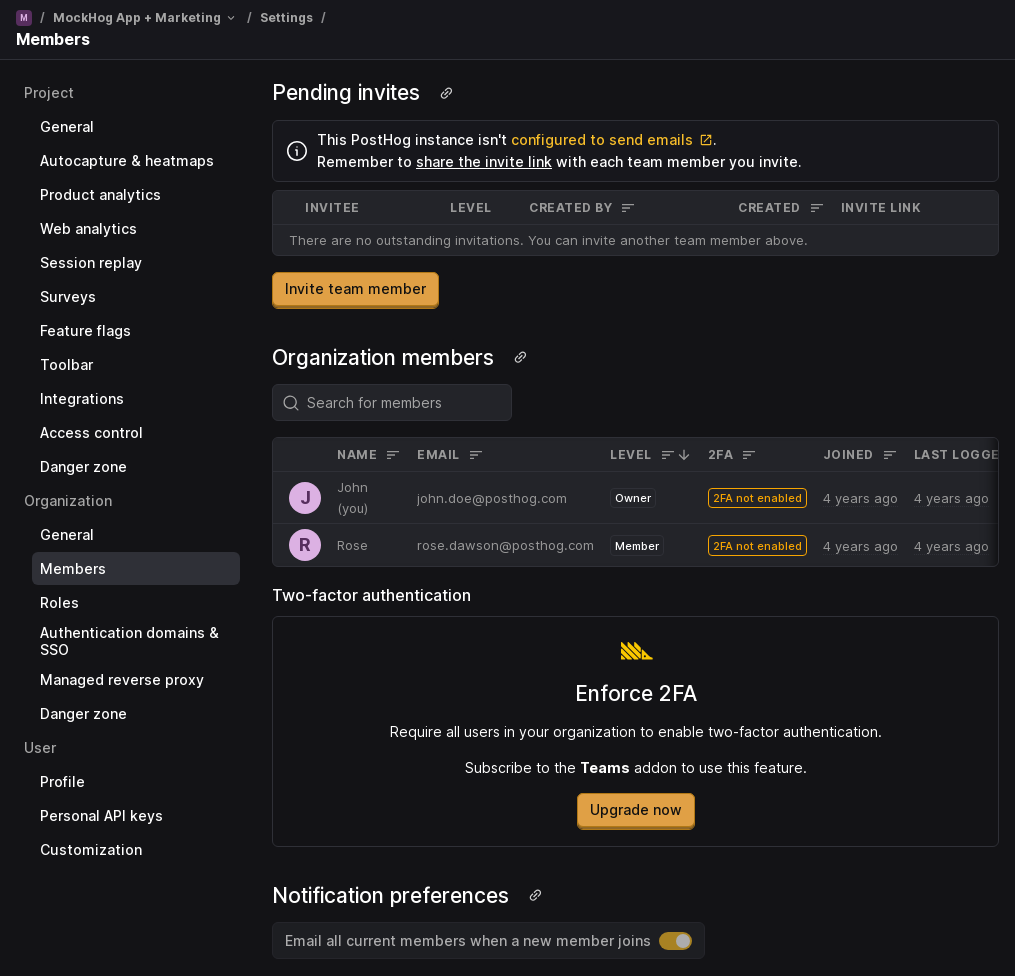 M / MockHog App + Marketing / Settings /
Members
Project
General
Autocapture & heatmaps
Product analytics
Web analytics
Session replay
Surveys
Feature flags
Toolbar
Integrations
Access control
Danger zone
Organization
General
Members
Roles
Authentication domains &
SSO
Managed reverse proxy
Danger zone
User
Profile
Personal API keys
Customization
Pending invites
This PostHog instance isn't configured to send emails.
Remember to share the invite link with each team member you invite.
INVITEE LEVEL CREATED BY CREATED INVITE LINK
There are no outstanding invitations. You can invite another team member above.
Invite team member
Organization members
Search for members
NAME EMAIL LEVEL 2FA JOINED LAST LOGGE
J John (you) john.doe@posthog.com Owner 2FA not enabled 4 years ago 4 years ago
R Rose rose.dawson@posthog.com Member 2FA not enabled 4 years ago 4 years ago
Two-factor authentication
Enforce 2FA
Require all users in your organization to enable two-factor authentication.
Subscribe to the Teams addon to use this feature.
Upgrade now
Notification preferences
Email all current members when a new member joins